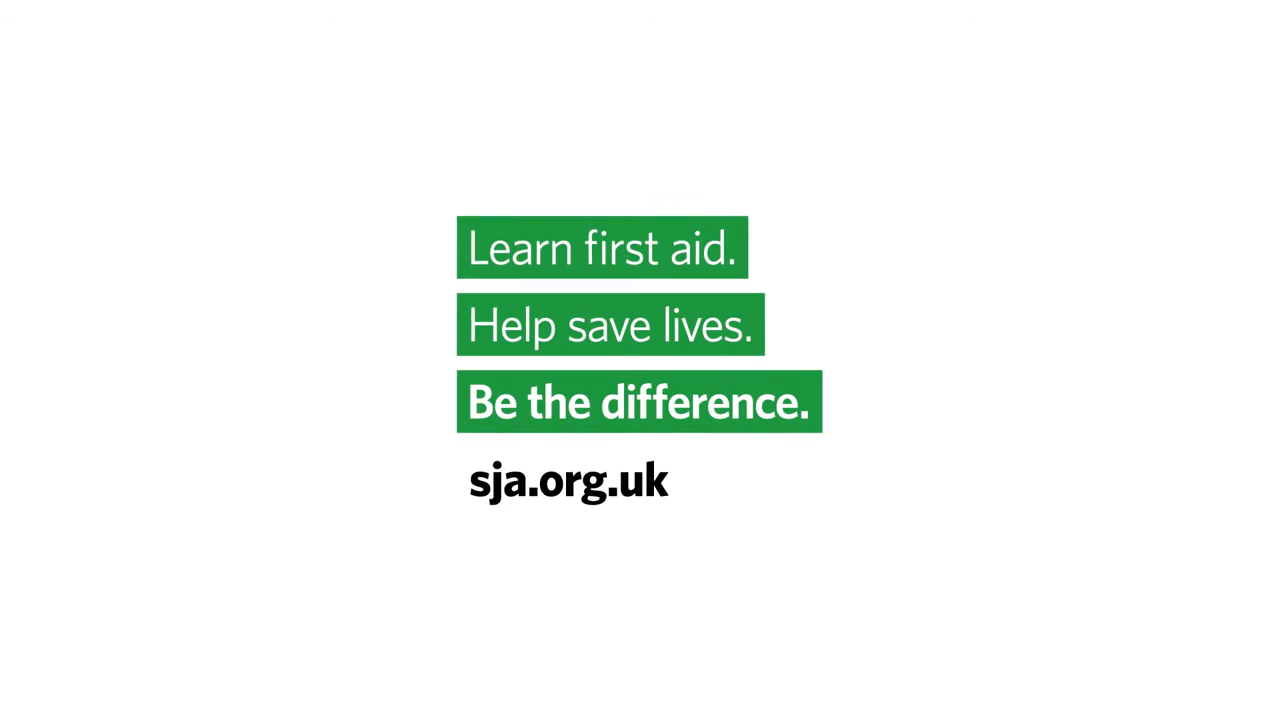 Learn first aid.
Help save lives.
Be the difference.
sja.org.uk